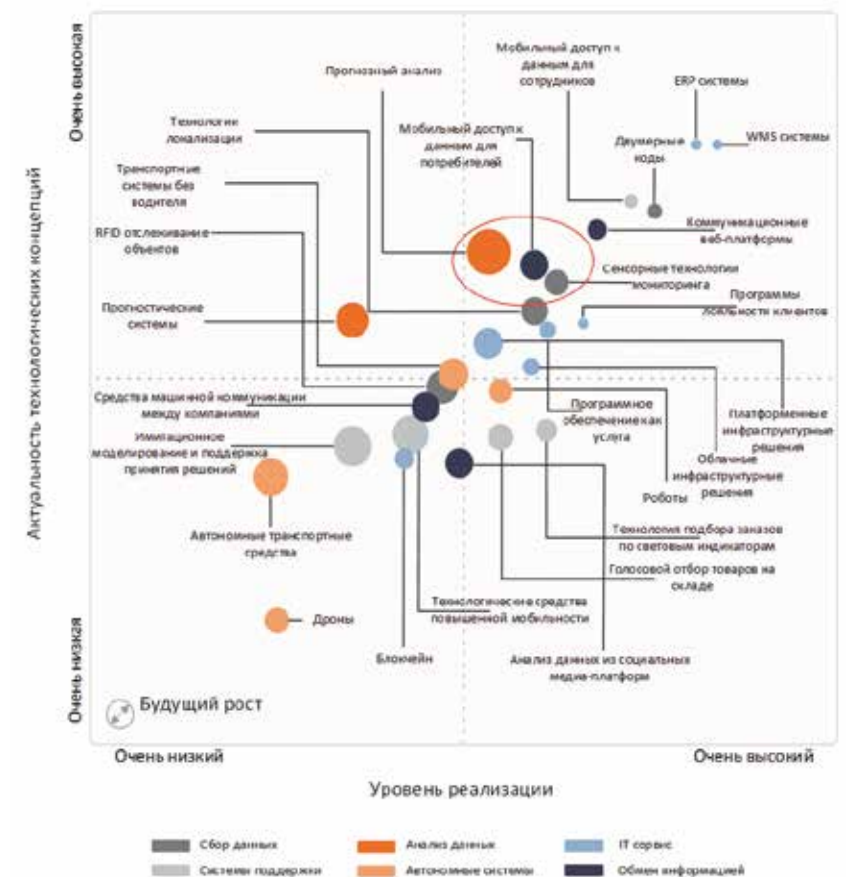 Мобильный доступ к
данным для
сотрудников
Прогнозный анализ
ERP системы
Технологии
локализации
Мобильный доступ к
данным для
потребителей
Двумерные
коды
WMS системы
Транспортные
системы без
водителя
RFID отслеживание
объектов
Коммуникационные
веб-платформы
Сенсорные технологии
мониторинга
Прогностические
системы
Программы
лояльности клиентов
Средства машинной коммуникации
между компаниями
Программное
обеспечение как
услуга
Платформенные
инфраструктурные
решения
Имитационное
моделирование и поддержка
принятия решений
Облачные
инфраструктурные
решения
Роботы
Автономные транспортные
средства
Технология подбора заказов
по световым индикаторам
Голосовой отбор товаров на
складе
Дроны
Технологические средства
повышенной мобильности
Блокчейн
Анализ данных из социальных
медиа-платформ
Очень высокая
Актуальность технологических концепций
Очень низкая
Будущий рост
Очень низкий
Очень высокий
Уровень реализации
Сбор данных
Анализ данных
IT сорвис
Системы поддержки
Автономные системы
Обмен информацией